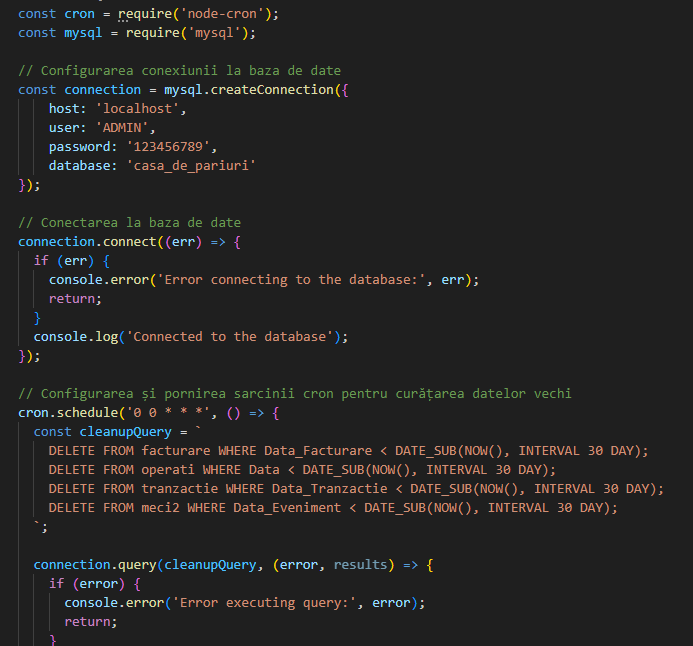 const cron = require('node-cron');
const mysql = require('mysql');
// Configurarea conexiunii la baza de date
const connection = mysql.createConnection({
    host: 'localhost',
    user: 'ADMIN',
    password: '123456789',
    database: 'casa_de_pariuri'
});
// Conectarea la baza de date
connection.connect((err) => {
  if (err) {
    console.error('Error connecting to the database:', err);
    return;
  }
  console.log('Connected to the database');
});
// Configurarea și pornirea sarcinii cron pentru curățarea datelor vechi
cron.schedule('0 0 * * *', () => {
  const cleanupQuery = `
    DELETE FROM facturare WHERE Data_Facturare < DATE_SUB(NOW(), INTERVAL 30 DAY);
    DELETE FROM operati WHERE Data < DATE_SUB(NOW(), INTERVAL 30 DAY);
    DELETE FROM tranzactie WHERE Data_Tranzactie < DATE_SUB(NOW(), INTERVAL 30 DAY);
    DELETE FROM meci2 WHERE Data_Eveniment < DATE_SUB(NOW(), INTERVAL 30 DAY);
  `;
  connection.query(cleanupQuery, (error, results) => {
    if (error) {
      console.error('Error executing query:', error);
      return;
    }